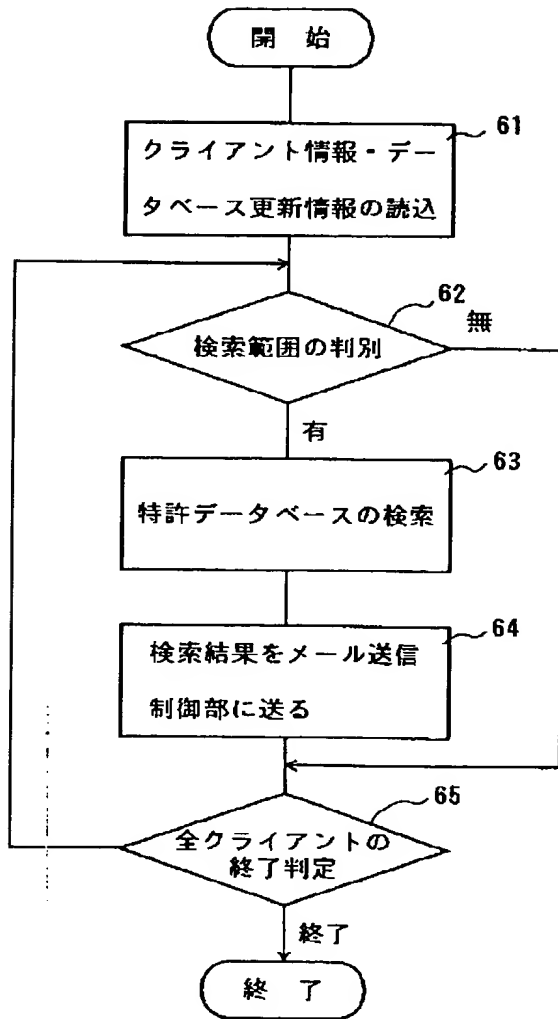 開 始
61
クライアント情報・デー
タベース更新情報の読込
62
無
検索範囲の判別
有
63
特許データベースの検索
64
検索結果をメール送信
制御部に送る
65
全クライアントの
終了判定
終了
終 了